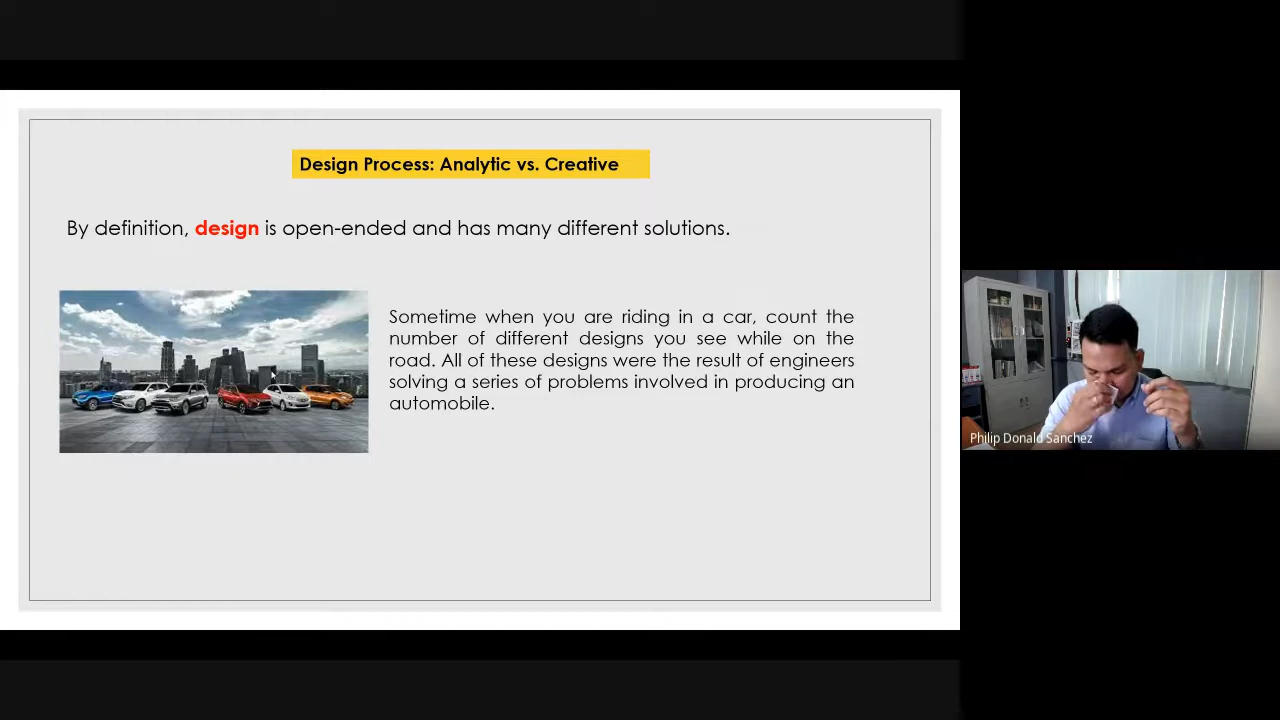 Design Process: Analytic vs. Creative
By definition, design is open-ended and has many different solutions.
Sometime when you are riding in a car, count the
number of different designs you see while on the
road. All of these designs were the result of engineers
solving a series of problems involved in producing an
automobile.
Philip Donald Sanchez